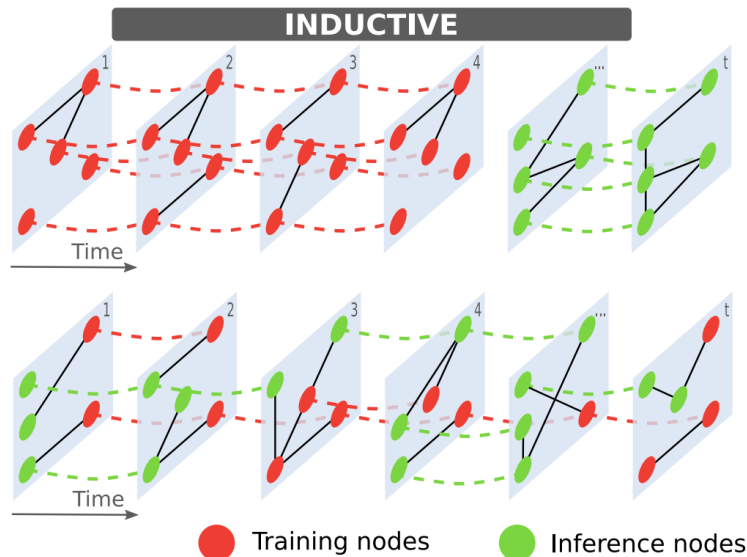 INDUCTIVE
1 2 3 4 ... t
Time
1 2 3 4 ... t
Time
Training nodes Inference nodes